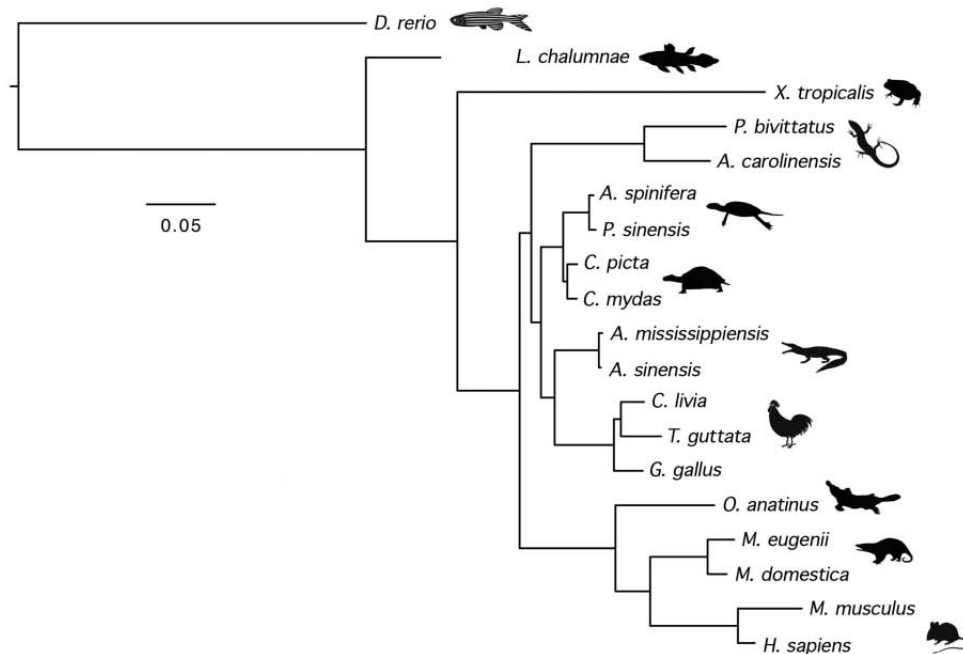 D. rerio
L. chalumnae
X. tropicalis
P. bivittatus
A. carolinensis
A. spinifera
0.05
P. sinensis
C. picta
C. mydas
A. mississippiensis
A. sinensis
C. livia
T. guttata
G. gallus
O. anatinus
M. eugenii
M. domestica
M. musculus
H. sapiens